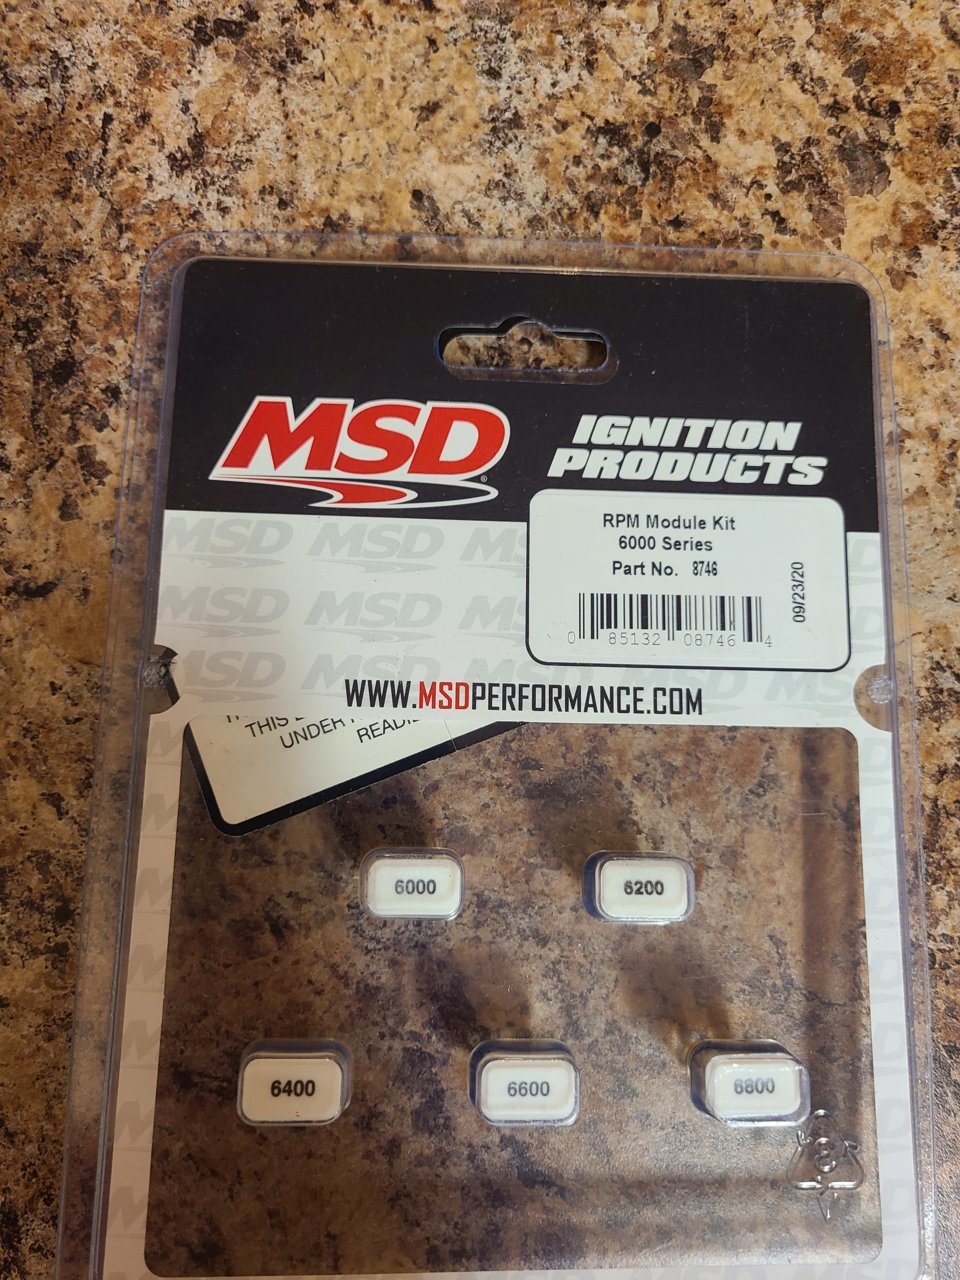 MSD
IGNITION
PRODUCTS
RPM Module Kit
6000 Series
Part No. 8746
09/23/20
0 85132 08746 4
WWW.MSDPERFORMANCE.COM
THIS
UNDER
6000
6200
6400
6600
6800